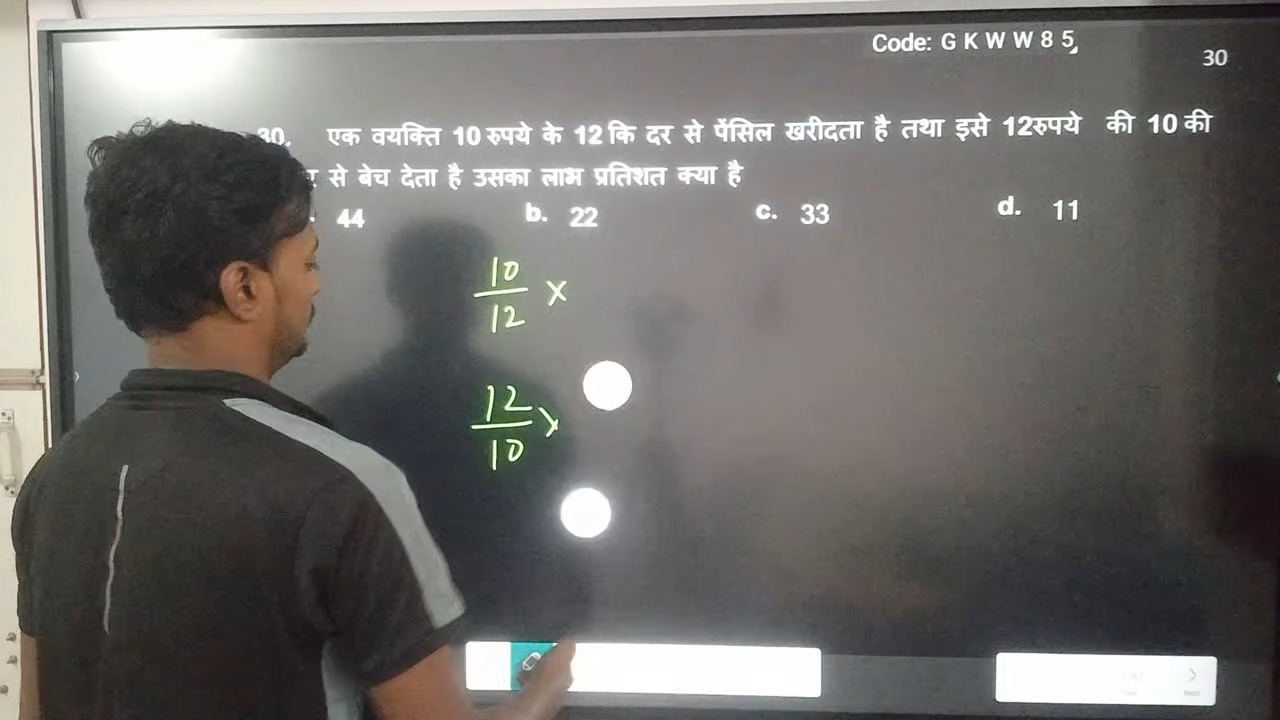 Code: G K W W 8 5
30
30. एक वयक्ति 10 रुपये के 12 कि दर से पेंसिल खरीदता है तथा इसे 12रुपये की 10 की
से बेच देता है उसका लाभ प्रतिशत क्या है
44 b. 22 c. 33 d. 11
10
12 ×
12
10 ×